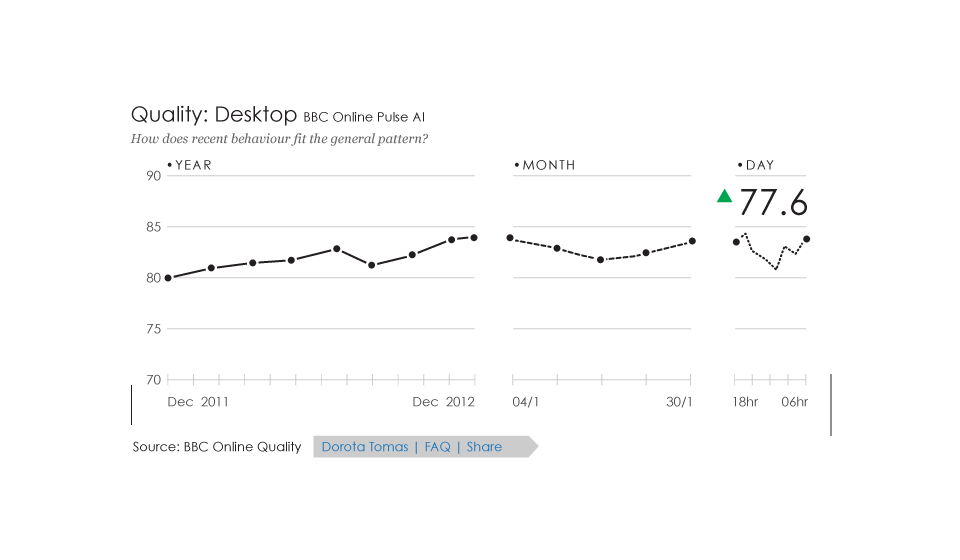 Quality: Desktop BBC Online Pulse AI
How does recent behaviour fit the general pattern?
•YEAR •MONTH •DAY
90
77.6
85
80
75
70
Dec 2011 Dec 2012 04/1 30/1 18hr 06hr
Source: BBC Online Quality Dorota Tomas | FAQ | Share